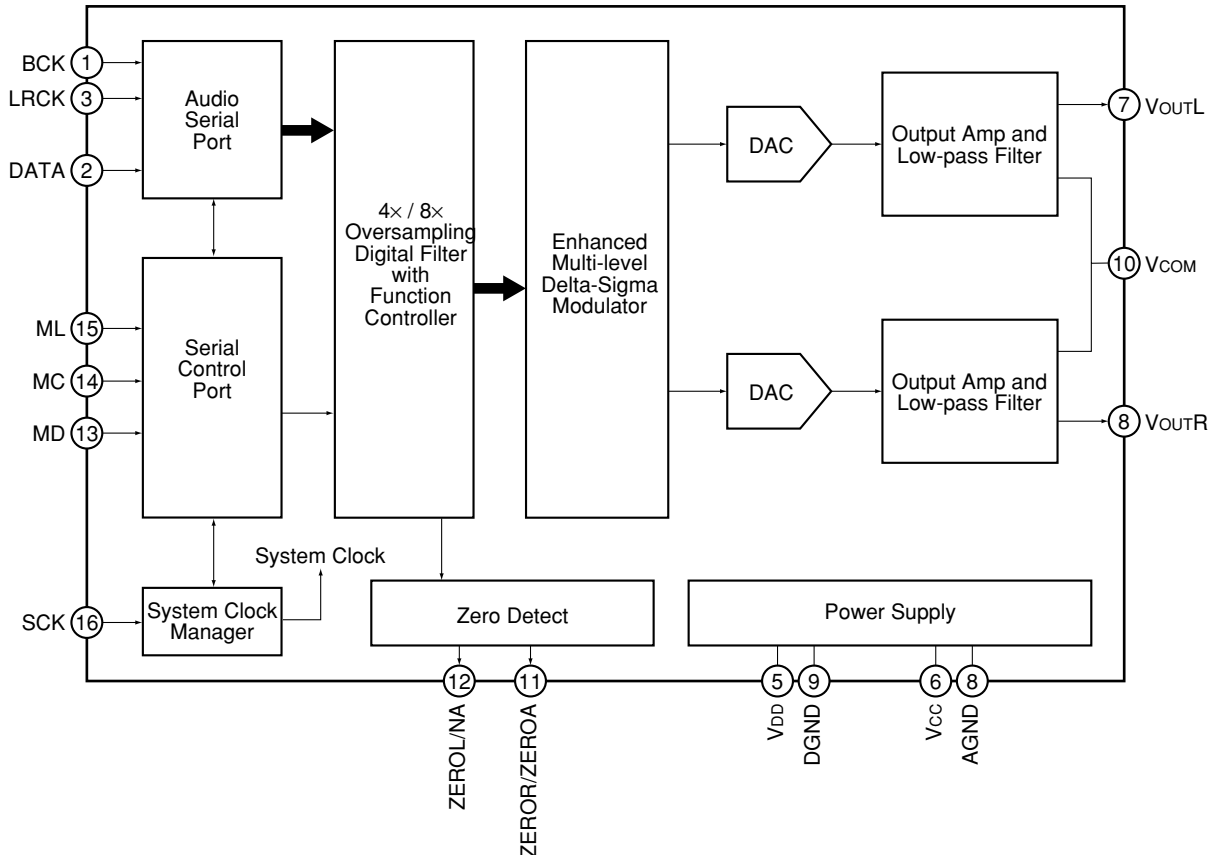 BCK 1
LRCK 3
DATA 2
Audio
Serial
Port
4× / 8×
Oversampling
Digital Filter
with
Function
Controller
Enhanced
Multi-level
Delta-Sigma
Modulator
DAC
Output Amp and
Low-pass Filter
7 VOUTL
10 VCOM
ML 15
MC 14
MD 13
Serial
Control
Port
DAC
Output Amp and
Low-pass Filter
8 VOUTR
System Clock
SCK 16
System Clock
Manager
Zero Detect
Power Supply
12
11
5
9
6
8
ZEROL/NA
ZEROR/ZEROA
VDD
DGND
VCC
AGND